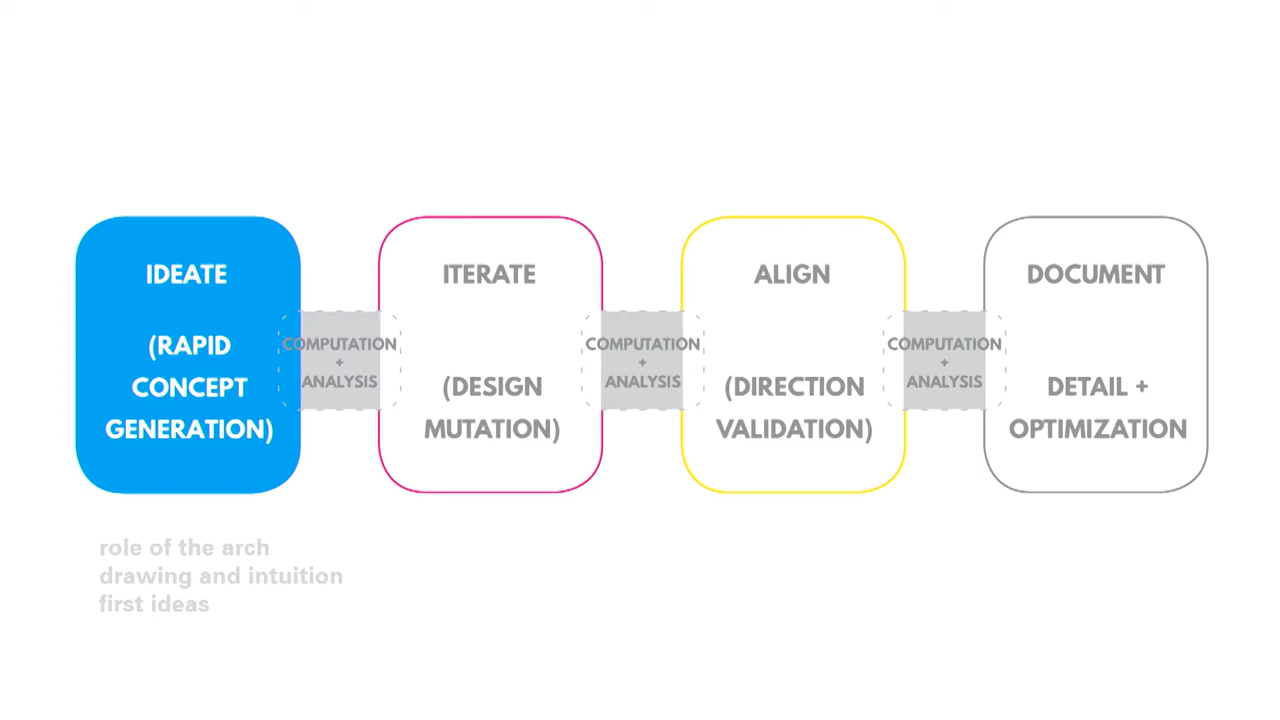 IDEATE
(RAPID
CONCEPT
GENERATION)
COMPUTATION
+
ANALYSIS
ITERATE
(DESIGN
MUTATION)
COMPUTATION
+
ANALYSIS
ALIGN
(DIRECTION
VALIDATION)
COMPUTATION
+
ANALYSIS
DOCUMENT
DETAIL +
OPTIMIZATION
role of the arch
drawing and intuition
first ideas